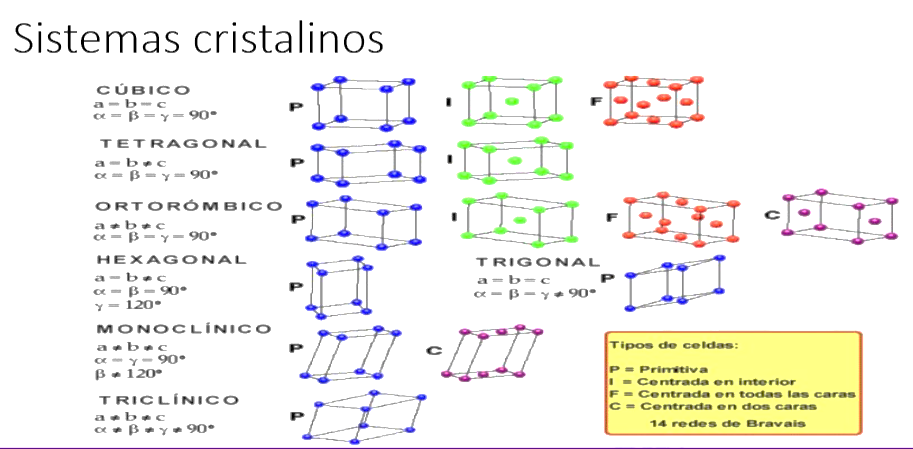 Sistemas cristalinos
CÚBICO
a = b = c
α = β = γ = 90°
P
I
F
TETRAGONAL
a = b ≠ c
α = β = γ = 90°
P
I
ORTORÓMBICO
a ≠ b ≠ c
α = β = γ = 90°
P
I
F
C
HEXAGONAL
a = b ≠ c
α = β = 90°
γ = 120°
P
TRIGONAL
a = b = c
α = β = γ ≠ 90°
P
MONOCLÍNICO
a ≠ b ≠ c
α = γ = 90°
β ≠ 120°
P
C
TRICLÍNICO
a ≠ b ≠ c
α ≠ β ≠ γ ≠ 90°
P
Tipos de celdas:
P = Primitiva
I = Centrada en interior
F = Centrada en todas las caras
C = Centrada en dos caras
14 redes de Bravais